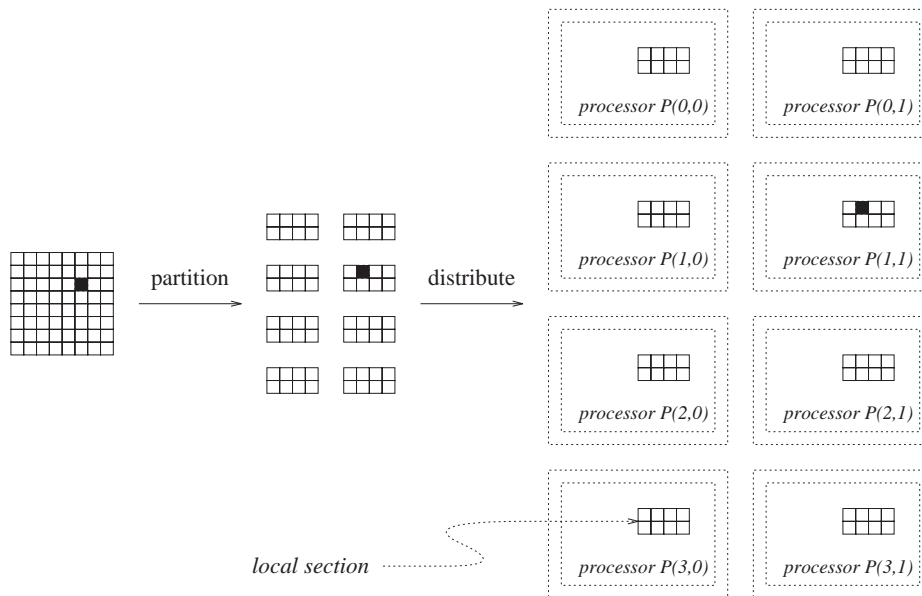 processor P(0,0)
processor P(0,1)
processor P(1,0)
processor P(1,1)
partition
distribute
processor P(2,0)
processor P(2,1)
local section
processor P(3,0)
processor P(3,1)